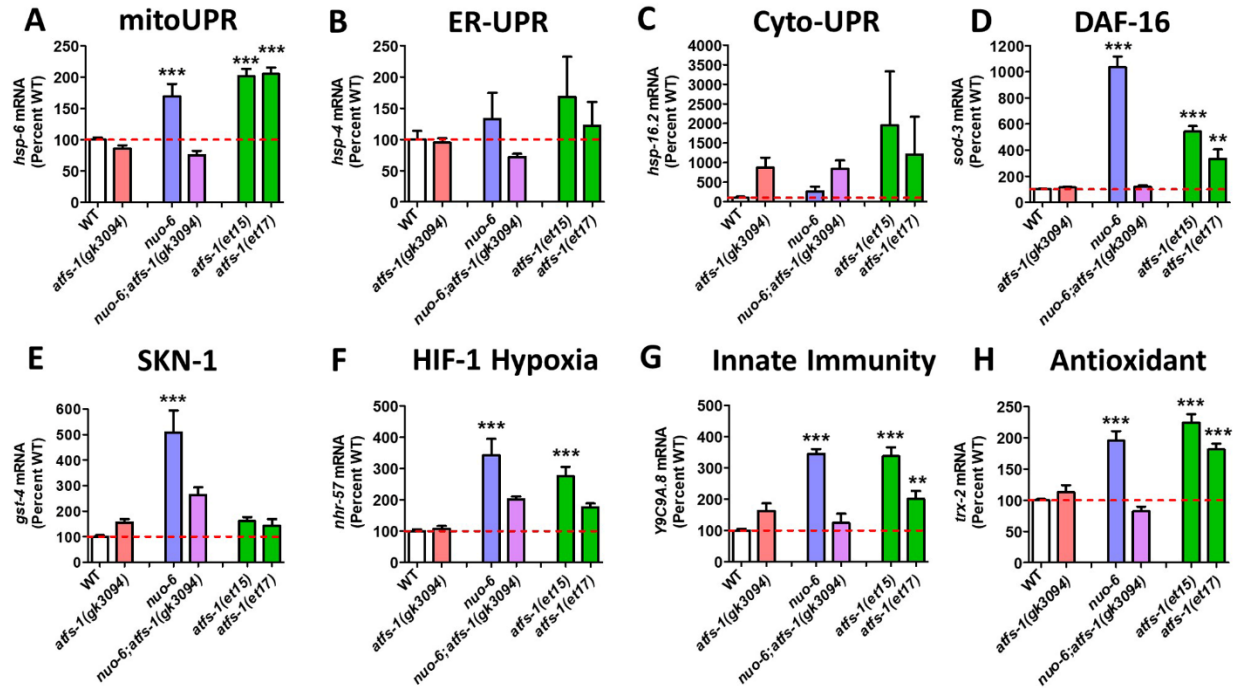 A mitoUPR
hsp-6 mRNA
(Percent WT)
250
200
150
100
50
0
***
*** ***
WT
atfs-1(gk3094)
nuo-6
nuo-6;atfs-1(gk3094)
atfs-1(et15)
atfs-1(et17)
B ER-UPR
hsp-4 mRNA
(Percent WT)
250
200
150
100
50
0
WT
atfs-1(gk3094)
nuo-6
nuo-6;atfs-1(gk3094)
atfs-1(et15)
atfs-1(et17)
C Cyto-UPR
hsp-16.2 mRNA
(Percent WT)
4000
3500
3000
2500
2000
1500
1000
500
0
WT
atfs-1(gk3094)
nuo-6
nuo-6;atfs-1(gk3094)
atfs-1(et15)
atfs-1(et17)
D DAF-16
sod-3 mRNA
(Percent WT)
1200
1000
800
600
400
200
0
***
***
**
WT
atfs-1(gk3094)
nuo-6
nuo-6;atfs-1(gk3094)
atfs-1(et15)
atfs-1(et17)
E SKN-1
gst-4 mRNA
(Percent WT)
600
500
400
300
200
100
0
***
WT
atfs-1(gk3094)
nuo-6
nuo-6;atfs-1(gk3094)
atfs-1(et15)
atfs-1(et17)
F HIF-1 Hypoxia
nhr-57 mRNA
(Percent WT)
500
400
300
200
100
0
***
***
WT
atfs-1(gk3094)
nuo-6
nuo-6;atfs-1(gk3094)
atfs-1(et15)
atfs-1(et17)
G Innate Immunity
Y9C9A.8 mRNA
(Percent WT)
500
400
300
200
100
0
***
***
**
WT
atfs-1(gk3094)
nuo-6
nuo-6;atfs-1(gk3094)
atfs-1(et15)
atfs-1(et17)
H Antioxidant
trx-2 mRNA
(Percent WT)
250
200
150
100
50
0
***
***
***
WT
atfs-1(gk3094)
nuo-6
nuo-6;atfs-1(gk3094)
atfs-1(et15)
atfs-1(et17)